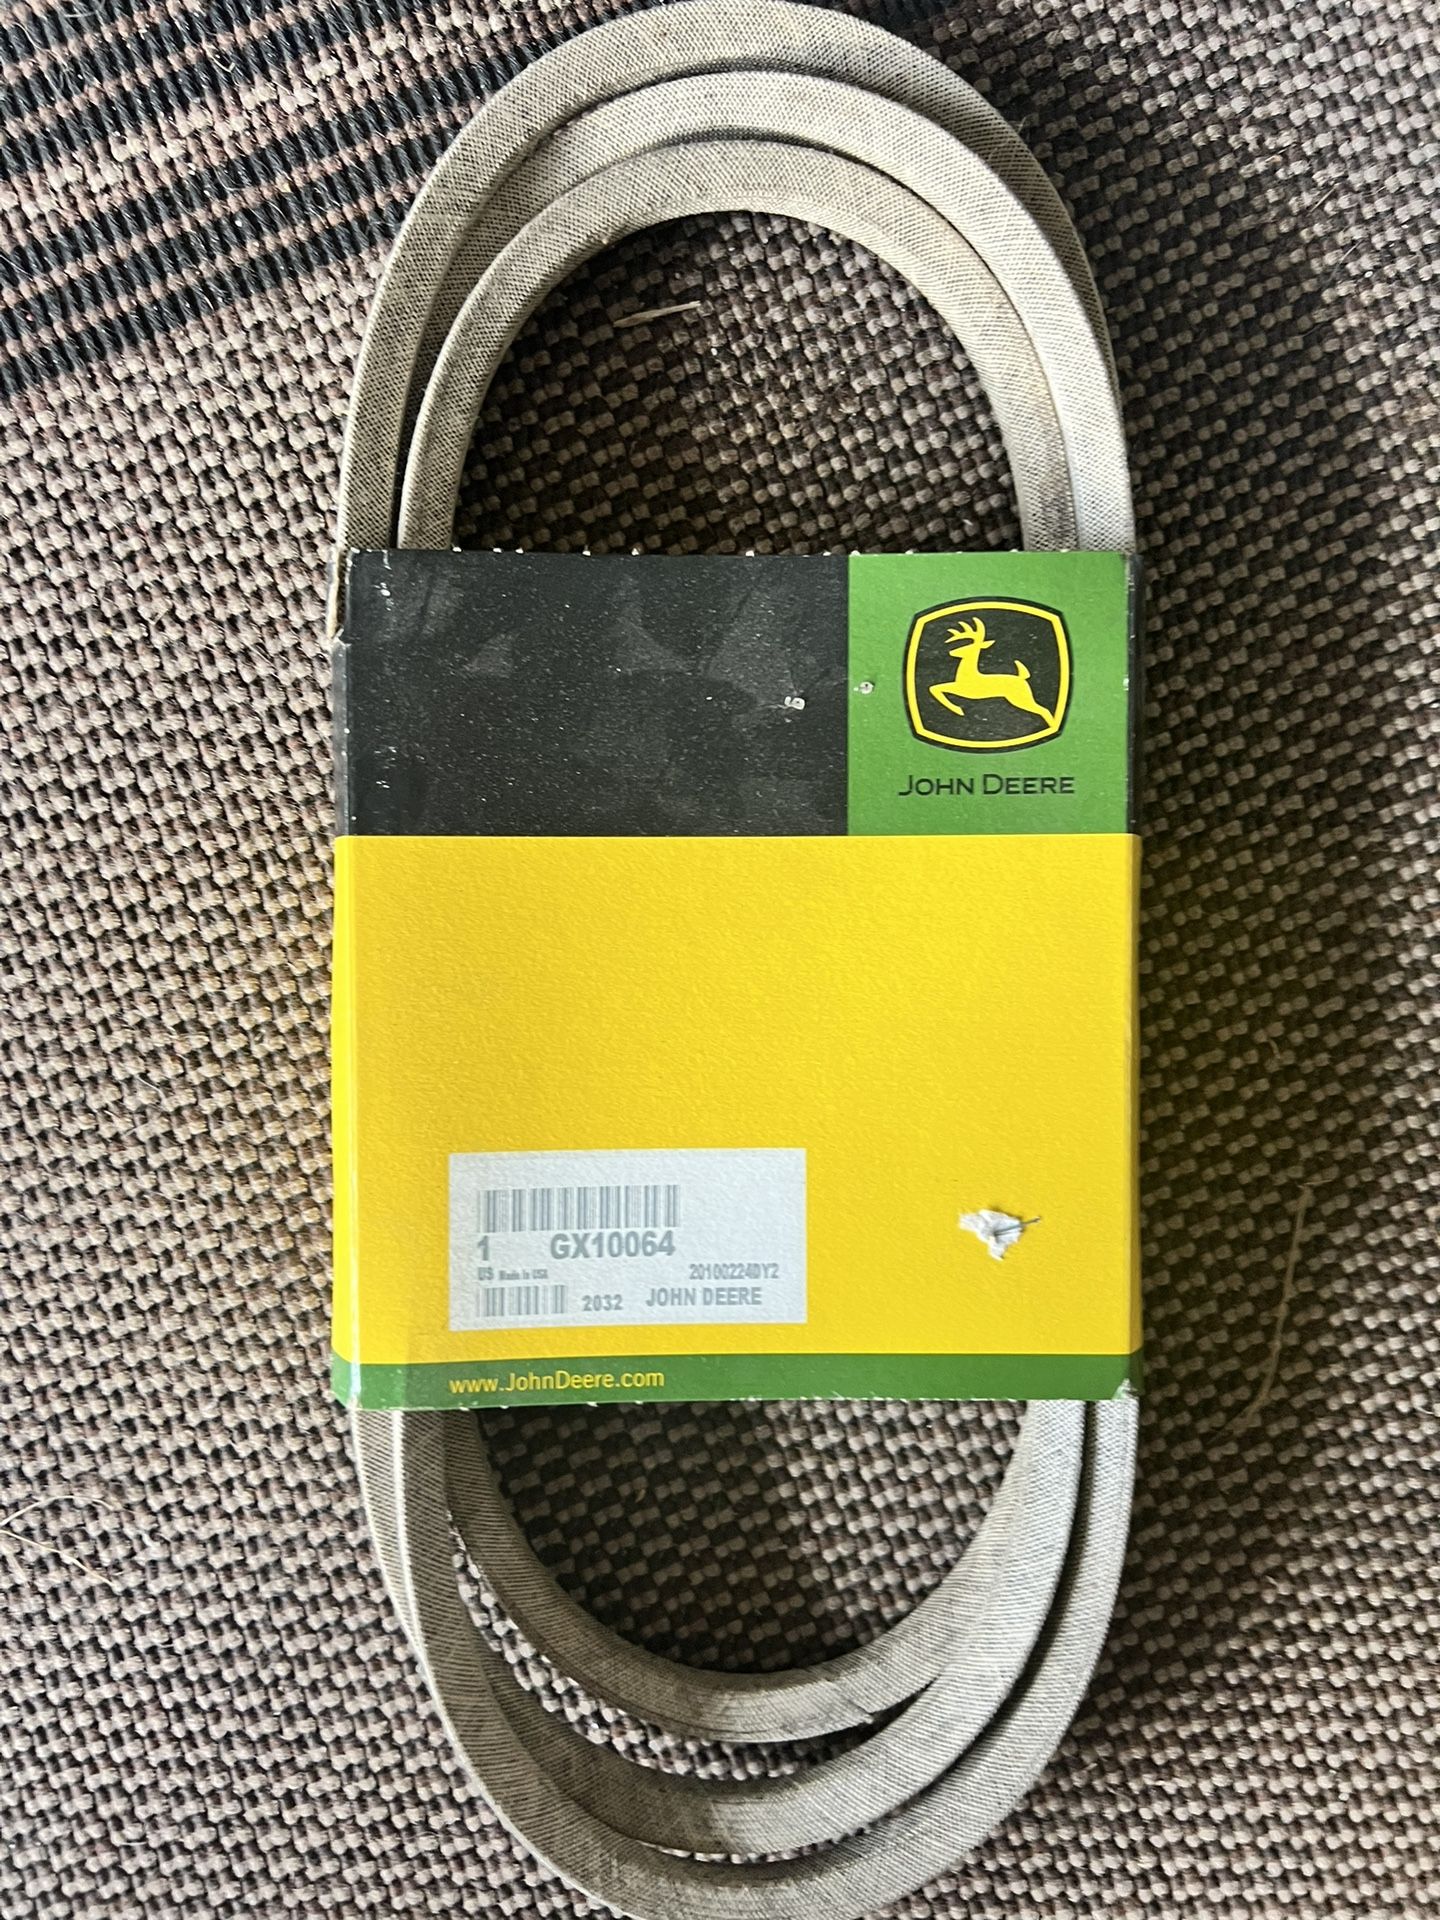 JOHN DEERE
1 GX10064
US Made in USA 20100224DY2
2032 JOHN DEERE
www.JohnDeere.com